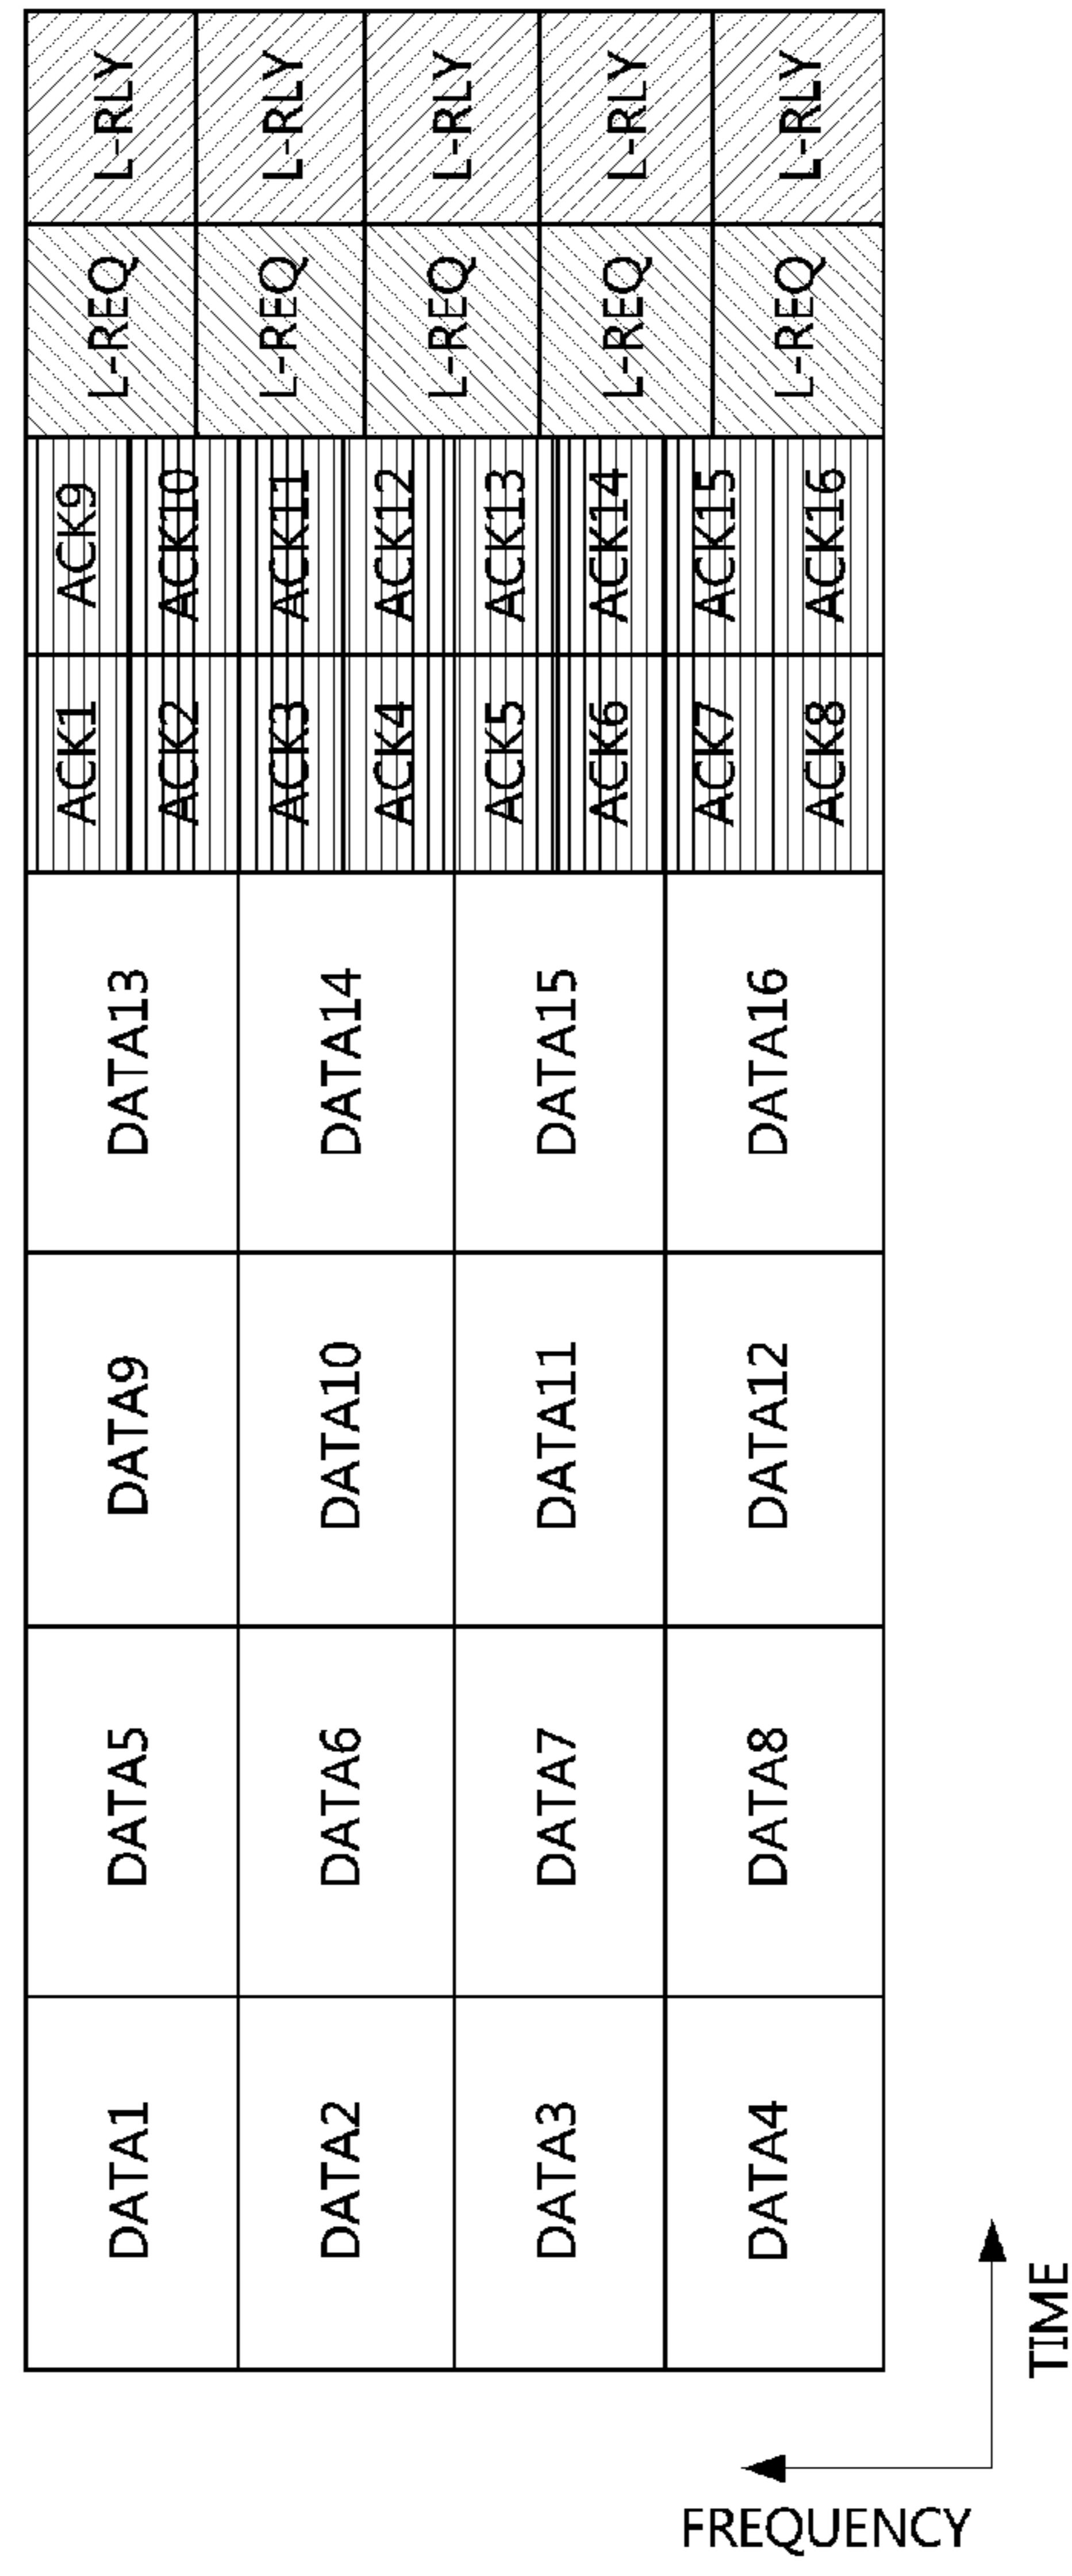 L-RLY
L-RLY
L-RLY
L-RLY
L-RLY
L-REQ
L-REQ
L-REQ
L-REQ
L-REQ
ACK9
ACK10
ACK11
ACK12
ACK13
ACK14
ACK15
ACK16
ACK1
ACK2
ACK3
ACK4
ACK5
ACK6
ACK7
ACK8
DATA13
DATA14
DATA15
DATA16
DATA9
DATA10
DATA11
DATA12
DATA5
DATA6
DATA7
DATA8
DATA1
DATA2
DATA3
DATA4
TIME
FREQUENCY